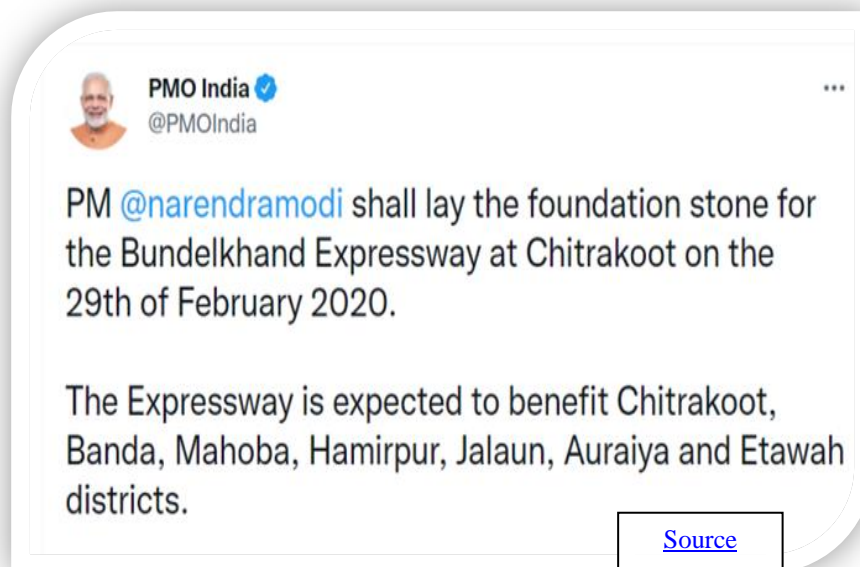 PMO India
@PMOIndia
PM @narendramodi shall lay the foundation stone for
the Bundelkhand Expressway at Chitrakoot on the
29th of February 2020.
The Expressway is expected to benefit Chitrakoot,
Banda, Mahoba, Hamirpur, Jalaun, Auraiya and Etawah
districts.
Source